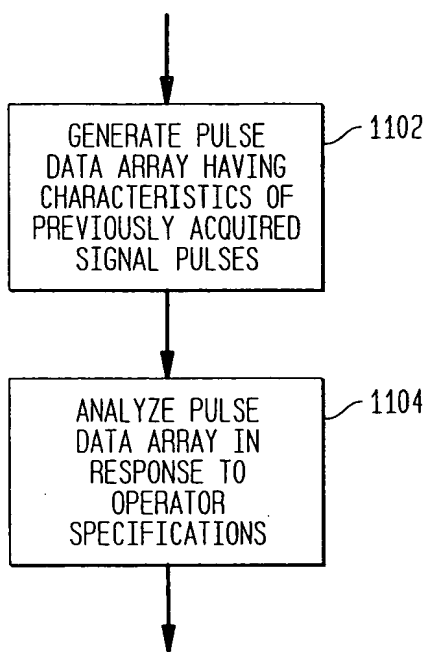 GENERATE PULSE
DATA ARRAY HAVING
CHARACTERISTICS OF
PREVIOUSLY ACQUIRED
SIGNAL PULSES
1102
ANALYZE PULSE
DATA ARRAY IN
RESPONSE TO
OPERATOR
SPECIFICATIONS
1104